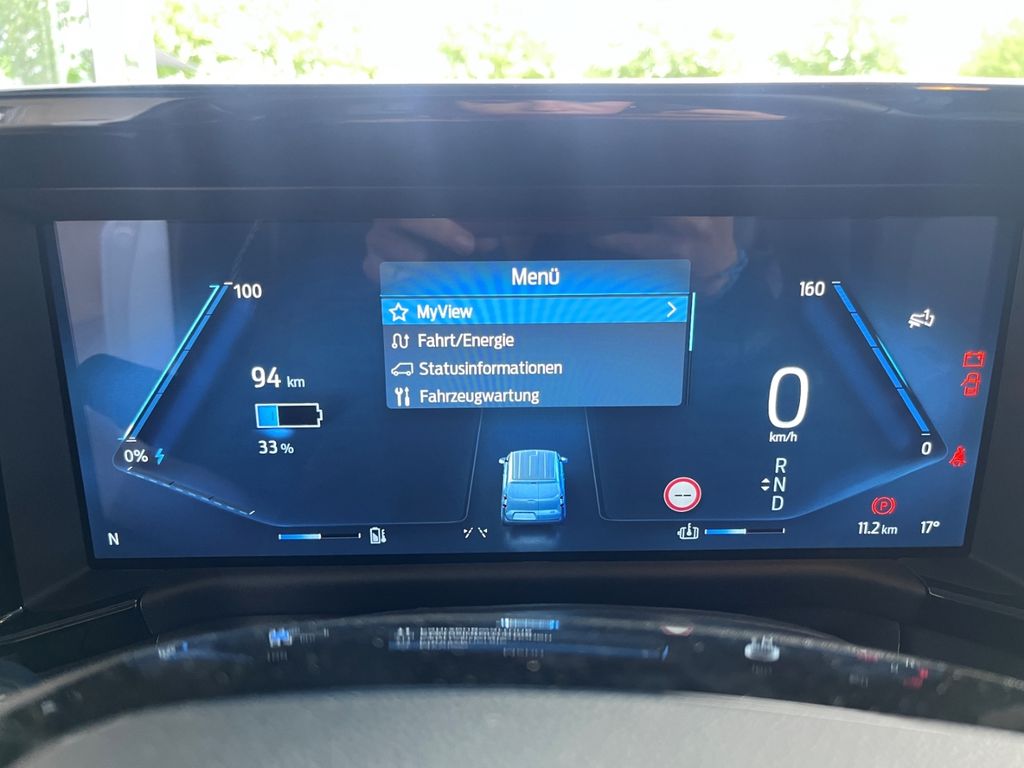 Menü
MyView
Fahrt/Energie
Statusinformationen
Fahrzeugwartung
100
94 km
33 %
0%
N
160
0
km/h
0
--
R
N
D
P
11.2 km
17°